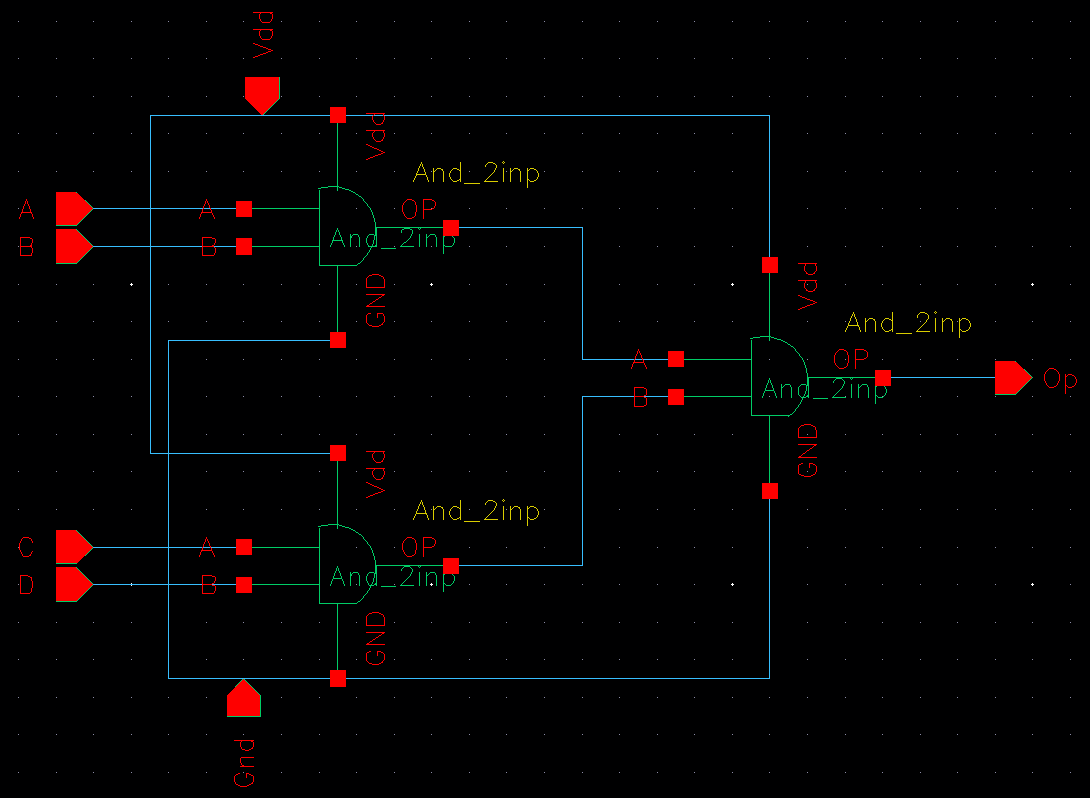 Vdd
Vdd
And_2inp
A
A
OP
B
B
And_2inp
GND
Vdd
And_2inp
A
OP
Op
B
And_2inp
GND
Vdd
And_2inp
C
A
OP
D
B
And_2inp
GND
Gnd